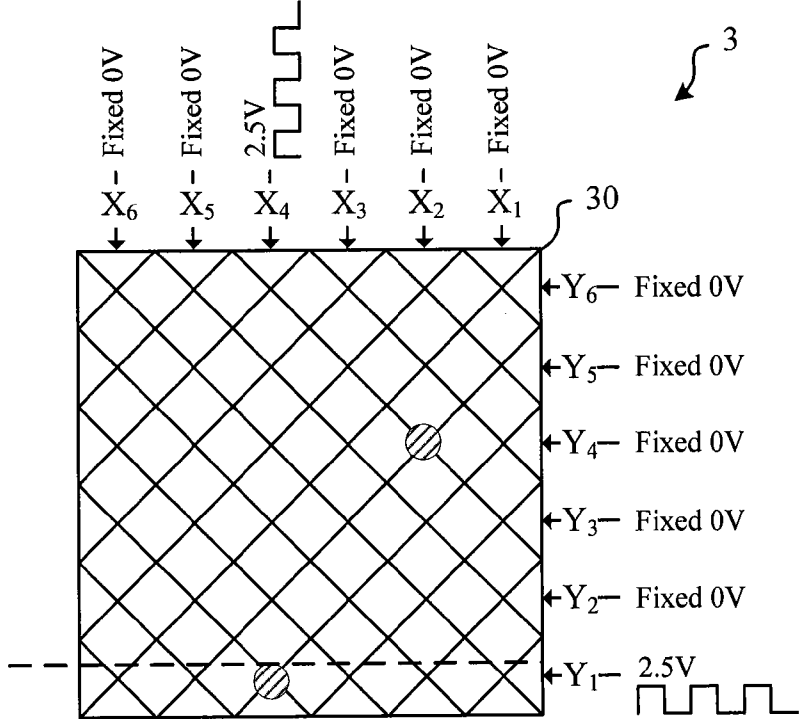 3
Fixed 0V
Fixed 0V
2.5V
Fixed 0V
Fixed 0V
Fixed 0V
X₆
X₅
X₄
X₃
X₂
X₁
30
Y₆ Fixed 0V
Y₅ Fixed 0V
Y₄ Fixed 0V
Y₃ Fixed 0V
Y₂ Fixed 0V
Y₁ 2.5V